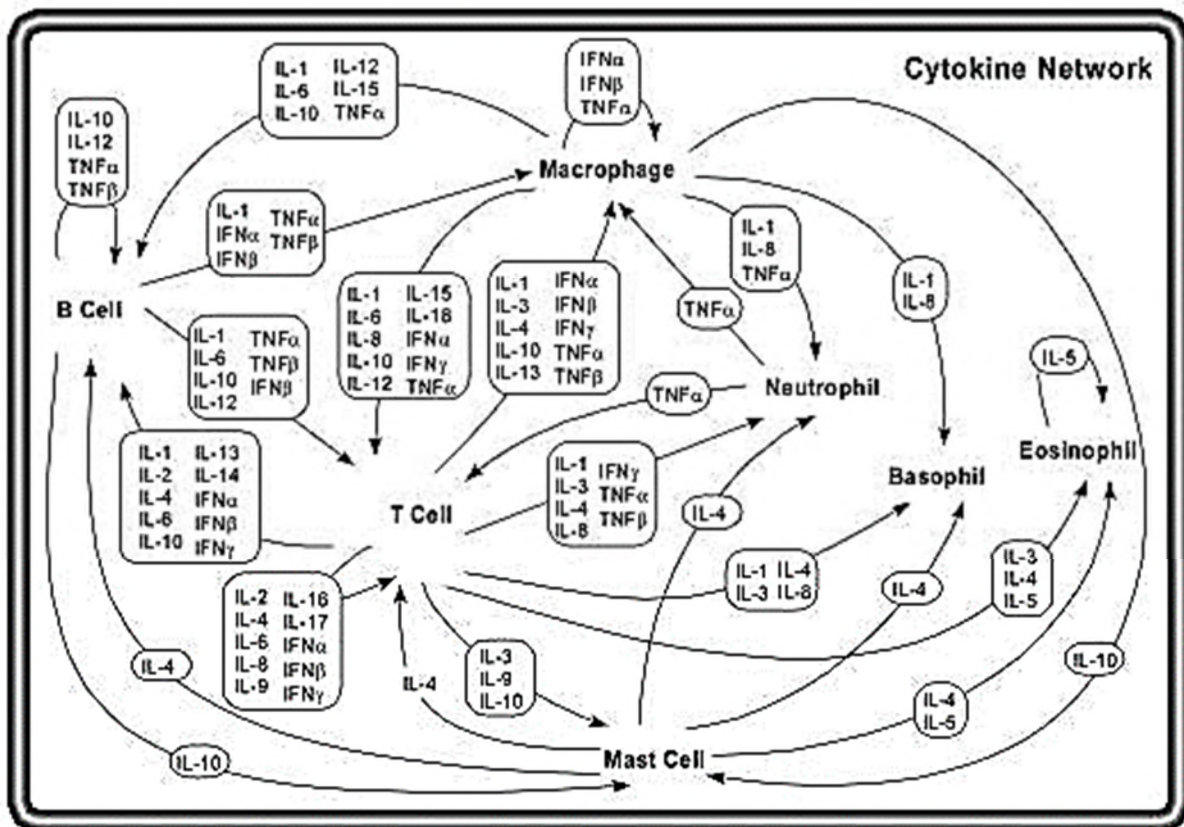 Cytokine Network
IL-1 IL-12
IL-6 IL-15
IL-10 TNFα
IFNα
IFNβ
TNFα
IL-10
IL-12
TNFα
TNFβ
Macrophage
IL-1 TNFα
IFNα TNFβ
IFNβ
IL-1
IL-8
TNFα
IL-1
IL-8
B Cell
IL-1 IL-15
IL-6 IL-18
IL-8 IFNα
IL-10 IFNγ
IL-12 TNFα
IL-1 IFNα
IL-3 IFNβ
IL-4 IFNγ
IL-10 TNFα
IL-13 TNFβ
TNFα
IL-1 TNFα
IL-6 TNFβ
IL-10 IFNβ
IL-12
IL-5
TNFα
Neutrophil
Eosinophil
Basophil
IL-1 IL-13
IL-2 IL-14
IL-4 IFNα
IL-6 IFNβ
IL-10 IFNγ
T Cell
IL-1 IFNγ
IL-3 TNFα
IL-4 TNFβ
IL-8
IL-4
IL-1 IL-4
IL-3 IL-8
IL-4
IL-3
IL-4
IL-5
IL-2 IL-16
IL-4 IL-17
IL-6 IFNα
IL-8 IFNβ
IL-9 IFNγ
IL-4
IL-4
IL-3
IL-9
IL-10
IL-10
IL-4
IL-5
Mast Cell
IL-10